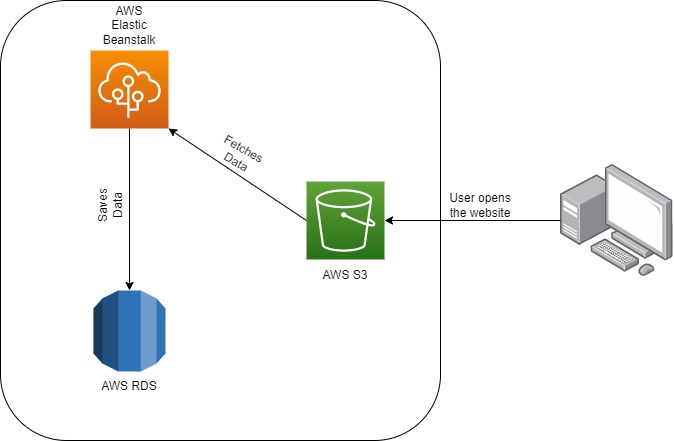 AWS
Elastic
Beanstalk
Fetches
Data
User opens
the website
Saves
Data
AWS S3
AWS RDS